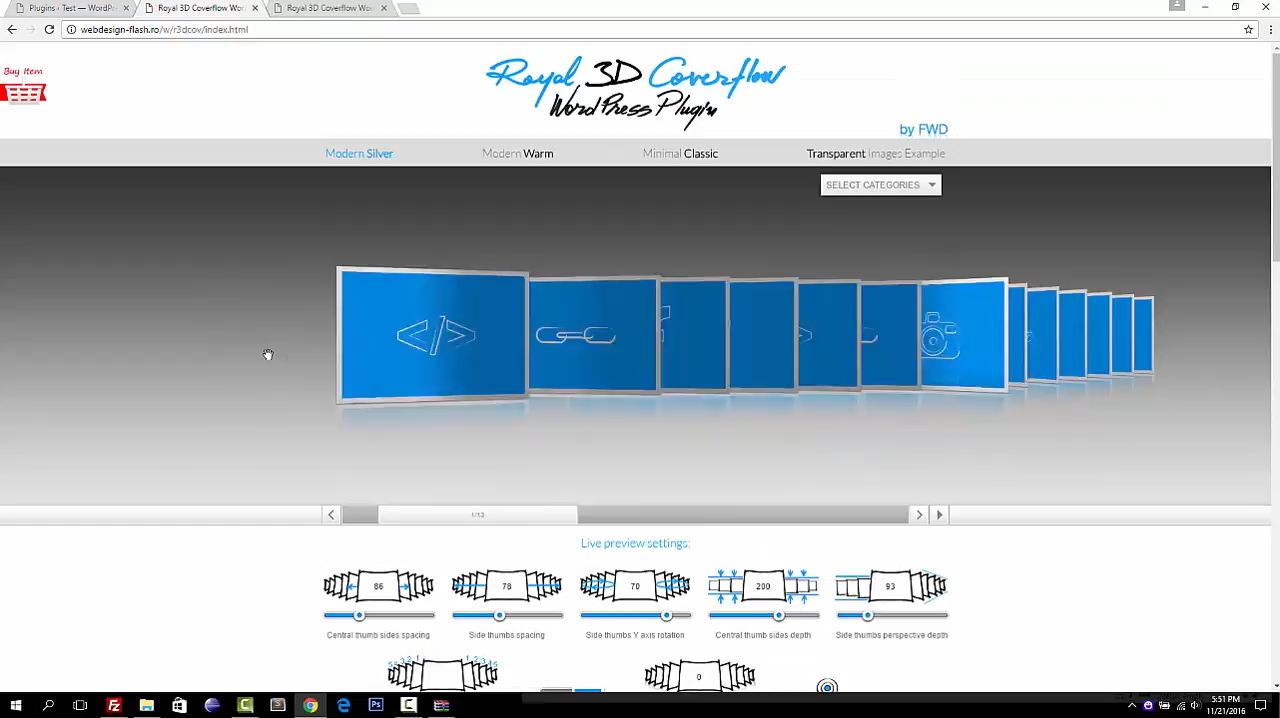 Plugins ‹ Test — WordPr
Royal 3D Coverflow Wor
Royal 3D Coverflow Wor
webdesign-flash.ro/w/r3dcov/index.html
Buy Item
Royal 3D Coverflow
WordPress Plugin
by FWD
Modern Silver
Modern Warm
Minimal Classic
Transparent Images Example
SELECT CATEGORIES
</>
1/13
Live preview settings:
86
78
70
200
93
Central thumb sides spacing
Side thumbs spacing
Side thumbs Y axis rotation
Central thumb sides depth
Side thumbs perspective depth
0
5:51 PM
11/21/2016